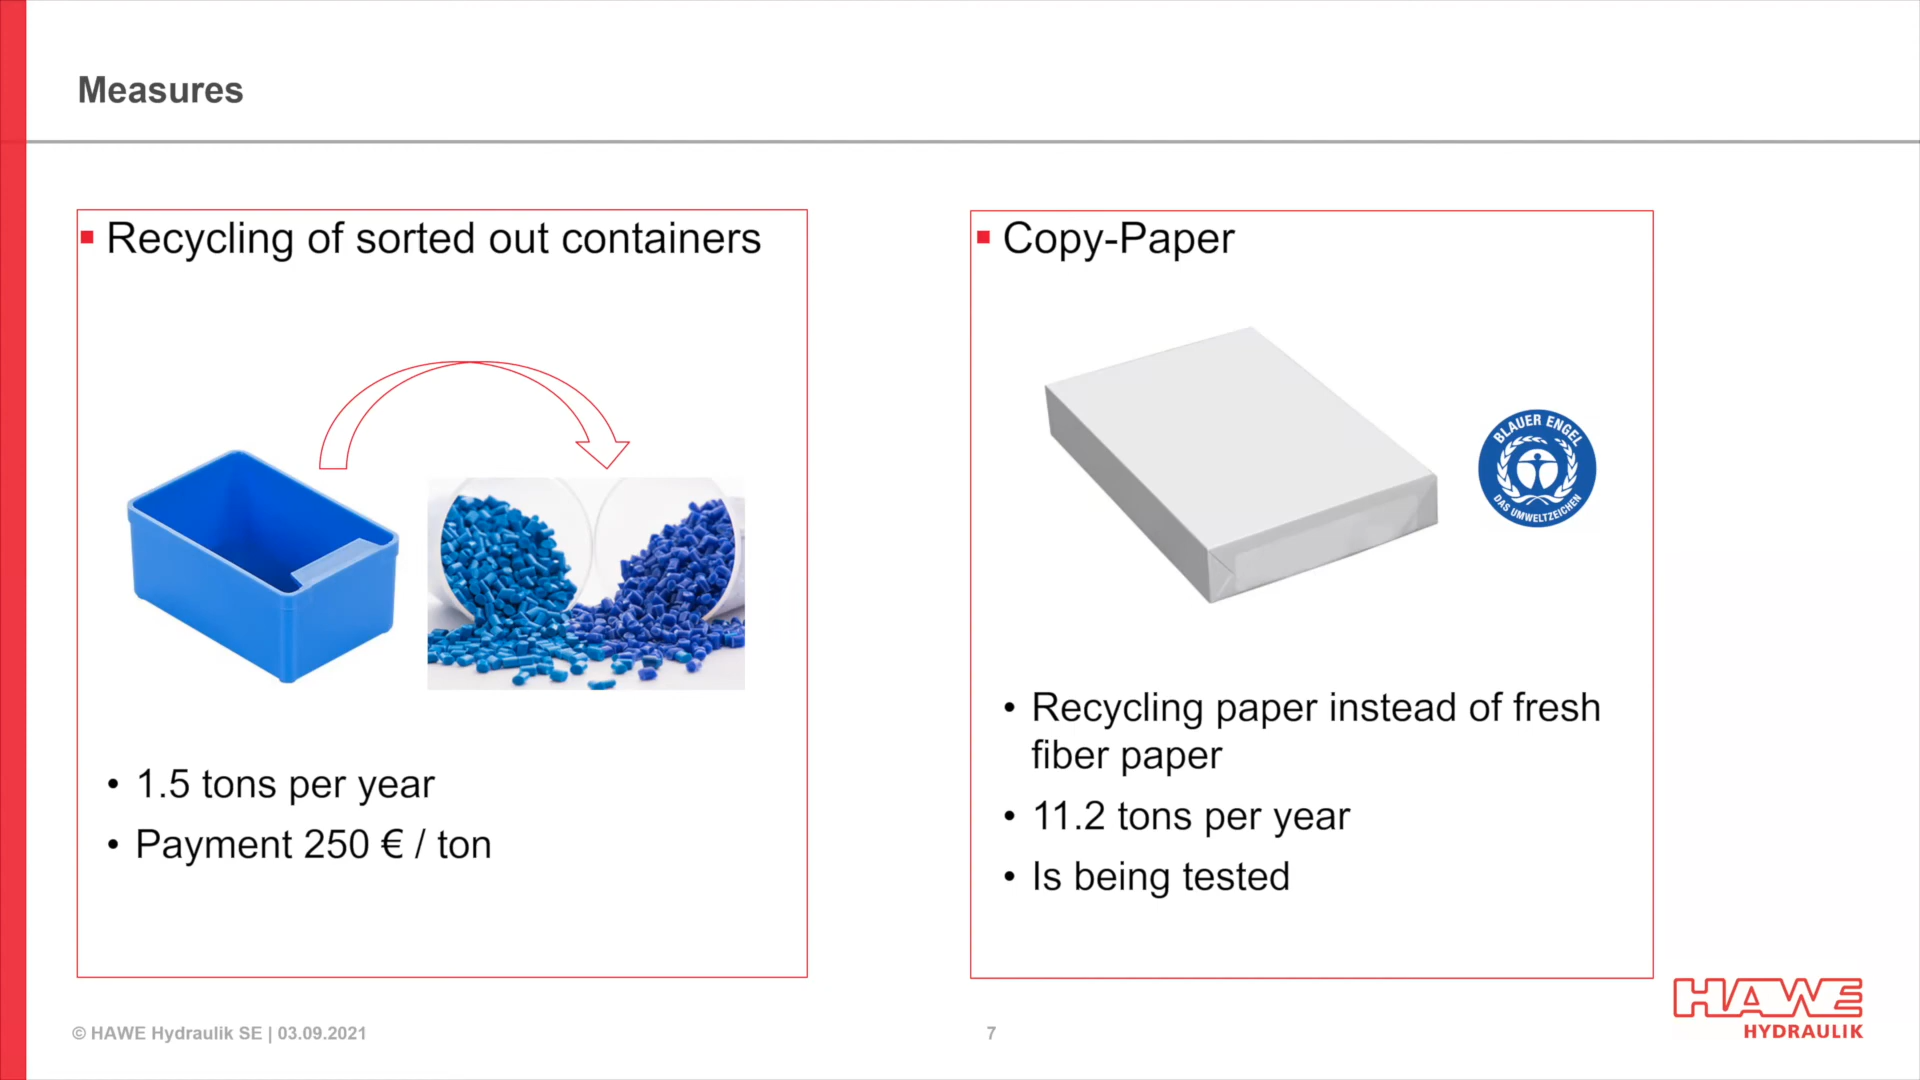 Measures
Recycling of sorted out containers
1.5 tons per year
Payment 250 € / ton
Copy-Paper
BLAUER ENGEL
DAS UMWELTZEICHEN
Recycling paper instead of fresh
fiber paper
11.2 tons per year
Is being tested
© HAWE Hydraulik SE | 03.09.2021
7
HAWE
HYDRAULIK